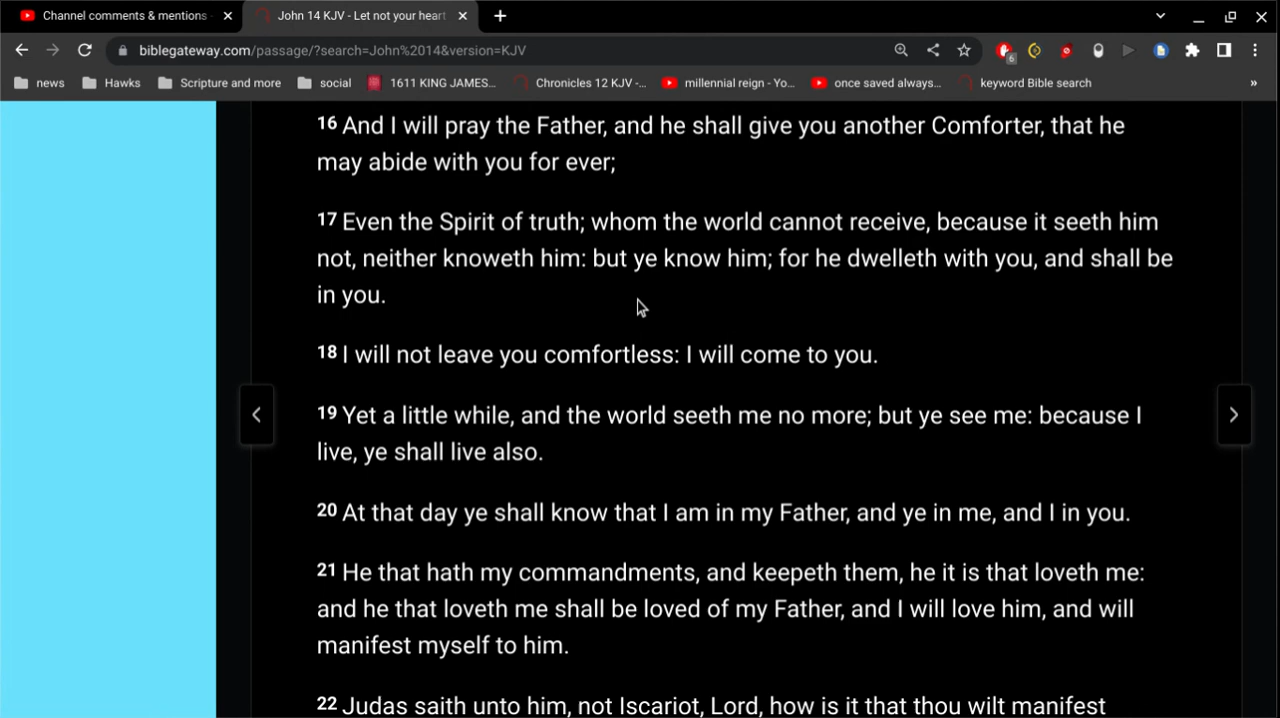 Channel comments & mentions -
John 14 KJV - Let not your heart
biblegateway.com/passage/?search=John%2014&version=KJV
6
news
Hawks
Scripture and more
social
1611 KING JAMES...
Chronicles 12 KJV -...
millennial reign - Yo...
once saved always...
keyword Bible search
»
16 And I will pray the Father, and he shall give you another Comforter, that he
may abide with you for ever;
17 Even the Spirit of truth; whom the world cannot receive, because it seeth him
not, neither knoweth him: but ye know him; for he dwelleth with you, and shall be
in you.
18 I will not leave you comfortless: I will come to you.
19 Yet a little while, and the world seeth me no more; but ye see me: because I
live, ye shall live also.
20 At that day ye shall know that I am in my Father, and ye in me, and I in you.
21 He that hath my commandments, and keepeth them, he it is that loveth me:
and he that loveth me shall be loved of my Father, and I will love him, and will
manifest myself to him.
22 Judas saith unto him, not Iscariot, Lord, how is it that thou wilt manifest